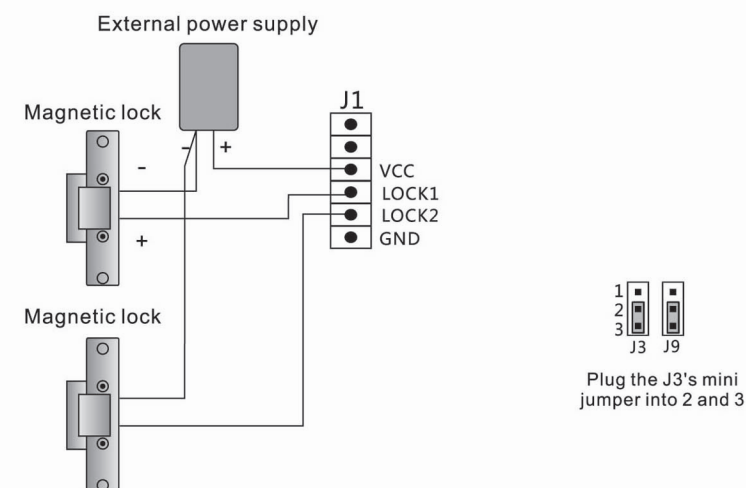 External power supply
Magnetic lock
J1
- +
-
VCC
LOCK1
LOCK2
+
GND
Magnetic lock
1
2
3
J3 J9
Plug the J3's mini
jumper into 2 and 3